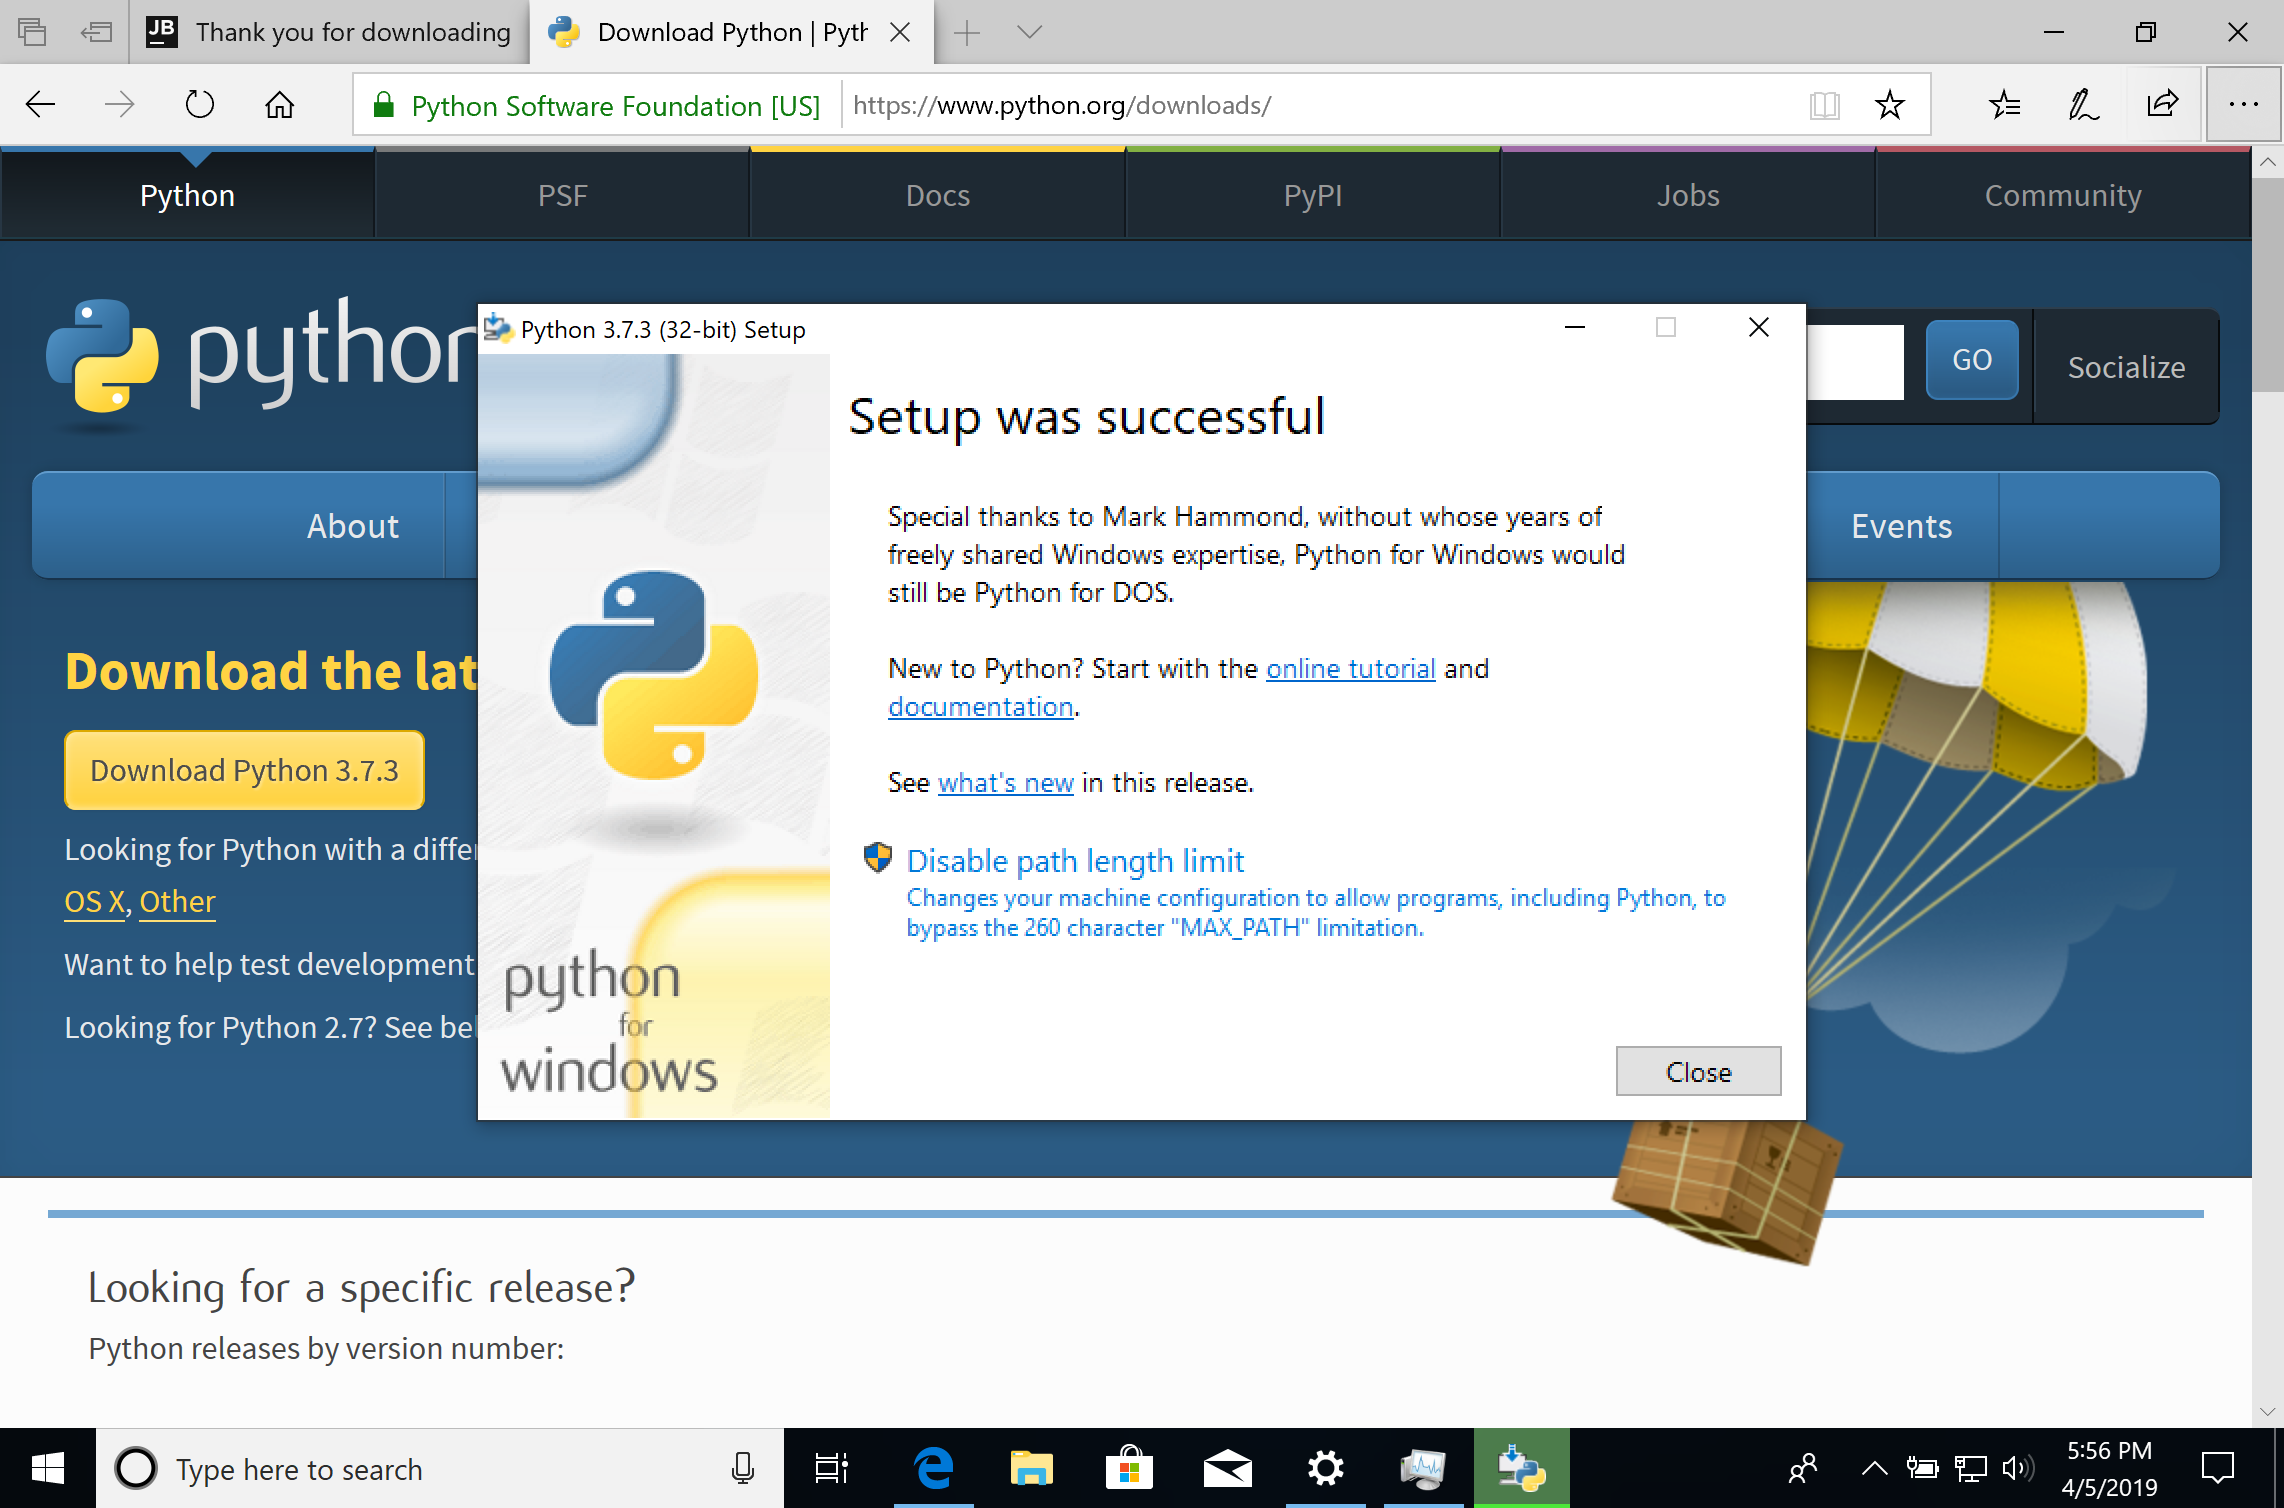 JB
Thank you for downloading
Download Python | Pyth
Python Software Foundation [US]
https://www.python.org/downloads/
Python
PSF
Docs
PyPI
Jobs
Community
python
GO
Socialize
About
Events
Download the lat
Download Python 3.7.3
Looking for Python with a differ
OS X, Other
Want to help test development
Looking for Python 2.7? See bel
Python 3.7.3 (32-bit) Setup
Setup was successful
Special thanks to Mark Hammond, without whose years of
freely shared Windows expertise, Python for Windows would
still be Python for DOS.
New to Python? Start with the online tutorial and
documentation.
See what's new in this release.
Disable path length limit
Changes your machine configuration to allow programs, including Python, to
bypass the 260 character "MAX_PATH" limitation.
python
for
windows
Close
Looking for a specific release?
Python releases by version number:
Type here to search
5:56 PM
4/5/2019